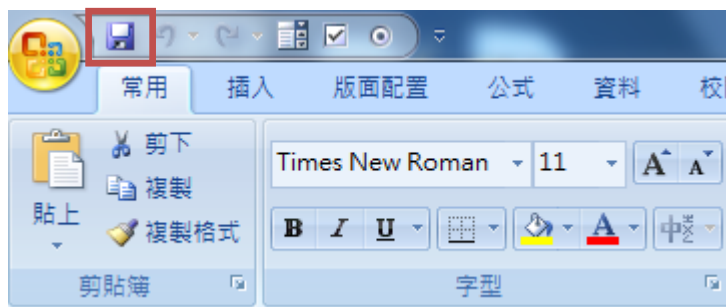 常用 插入 版面配置 公式 資料 校
剪下
Times New Roman 11 A A
複製
貼上
複製格式
B I U A 中
剪貼簿 字型